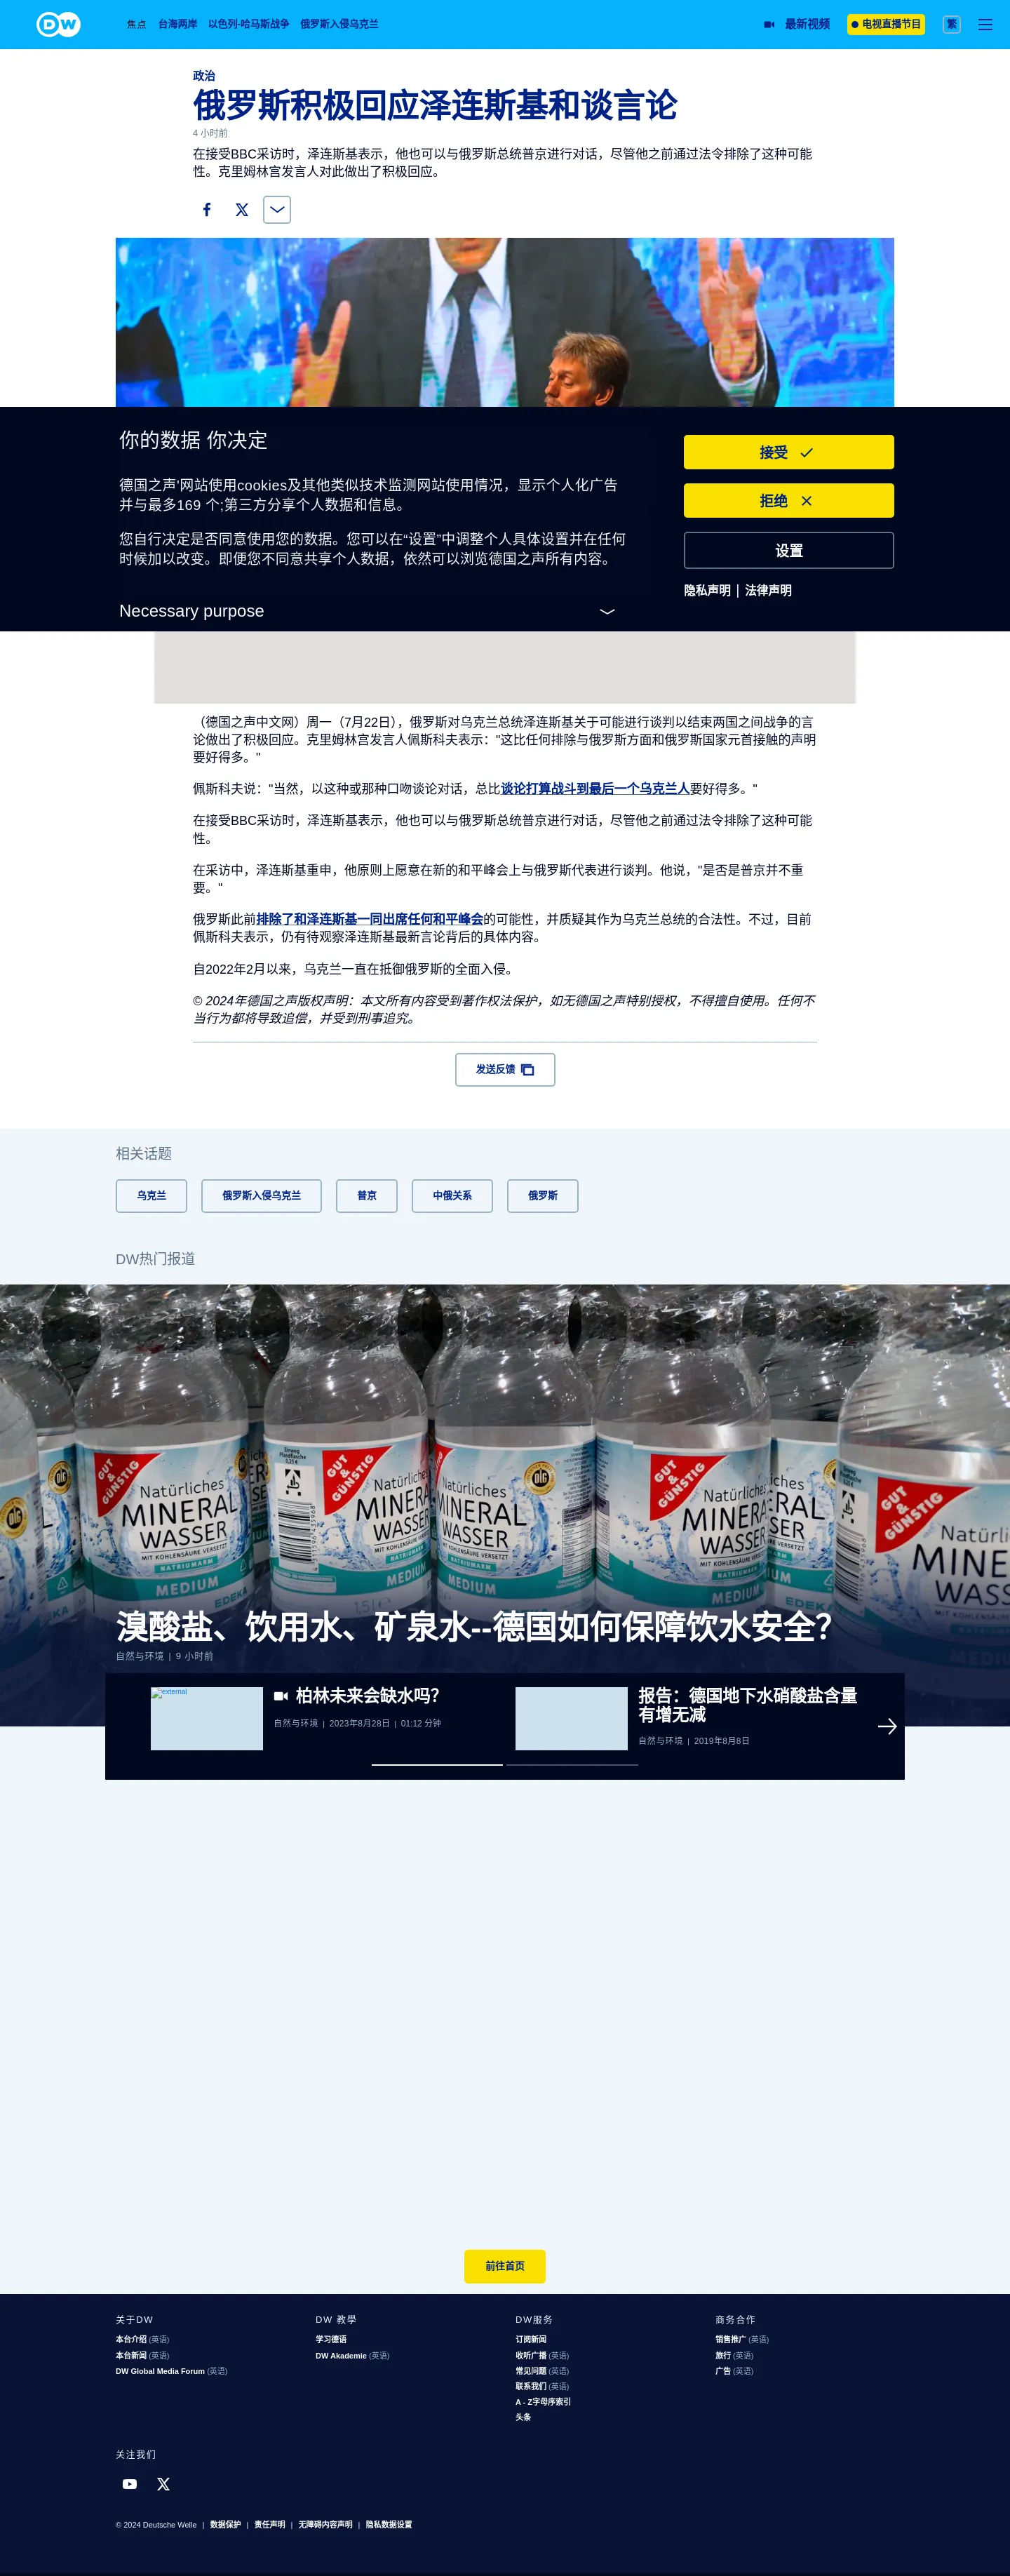 DW
焦点 台海两岸 以色列-哈马斯战争 俄罗斯入侵乌克兰 最新视频 电视直播节目 繁
政治
俄罗斯积极回应泽连斯基和谈言论
4 小时前
在接受BBC采访时，泽连斯基表示，他也可以与俄罗斯总统普京进行对话，尽管他之前通过法令排除了这种可能
性。克里姆林宫发言人对此做出了积极回应。
你的数据 你决定
德国之声'网站使用cookies及其他类似技术监测网站使用情况，显示个人化广告
并与最多169 个;第三方分享个人数据和信息。
您自行决定是否同意使用您的数据。您可以在“设置”中调整个人具体设置并在任何
时候加以改变。即便您不同意共享个人数据，依然可以浏览德国之声所有内容。
Necessary purpose
接受
拒绝
设置
隐私声明 | 法律声明
（德国之声中文网）周一（7月22日），俄罗斯对乌克兰总统泽连斯基关于可能进行谈判以结束两国之间战争的言
论做出了积极回应。克里姆林宫发言人佩斯科夫表示："这比任何排除与俄罗斯方面和俄罗斯国家元首接触的声明
要好得多。"
佩斯科夫说："当然，以这种或那种口吻谈论对话，总比谈论打算战斗到最后一个乌克兰人要好得多。"
在接受BBC采访时，泽连斯基表示，他也可以与俄罗斯总统普京进行对话，尽管他之前通过法令排除了这种可能
性。
在采访中，泽连斯基重申，他原则上愿意在新的和平峰会上与俄罗斯代表进行谈判。他说，"是否是普京并不重
要。"
俄罗斯此前排除了和泽连斯基一同出席任何和平峰会的可能性，并质疑其作为乌克兰总统的合法性。不过，目前
佩斯科夫表示，仍有待观察泽连斯基最新言论背后的具体内容。
自2022年2月以来，乌克兰一直在抵御俄罗斯的全面入侵。
© 2024年德国之声版权声明：本文所有内容受到著作权法保护，如无德国之声特别授权，不得擅自使用。任何不
当行为都将导致追偿，并受到刑事追究。
发送反馈
相关话题
乌克兰 俄罗斯入侵乌克兰 普京 中俄关系 俄罗斯
DW热门报道
GUT & GÜNSTIG
Natürliches
MINERAL
WASSER
MIT KOHLENSÄURE VERSETZT
NATRIUMARM
MEDIUM
EDEKA
溴酸盐、饮用水、矿泉水--德国如何保障饮水安全？
自然与环境 | 9 小时前
external
柏林未来会缺水吗？
自然与环境 | 2023年8月28日 | 01:12 分钟
报告：德国地下水硝酸盐含量
有增无减
自然与环境 | 2019年8月8日
前往首页
关于DW
本台介绍 (英语)
本台新闻 (英语)
DW Global Media Forum (英语)
DW 教學
学习德语
DW Akademie (英语)
DW服务
订阅新闻
收听广播 (英语)
常见问题 (英语)
联系我们 (英语)
A - Z字母序索引
头条
商务合作
销售推广 (英语)
旅行 (英语)
广告 (英语)
关注我们
© 2024 Deutsche Welle | 数据保护 | 责任声明 | 无障碍内容声明 | 隐私数据设置